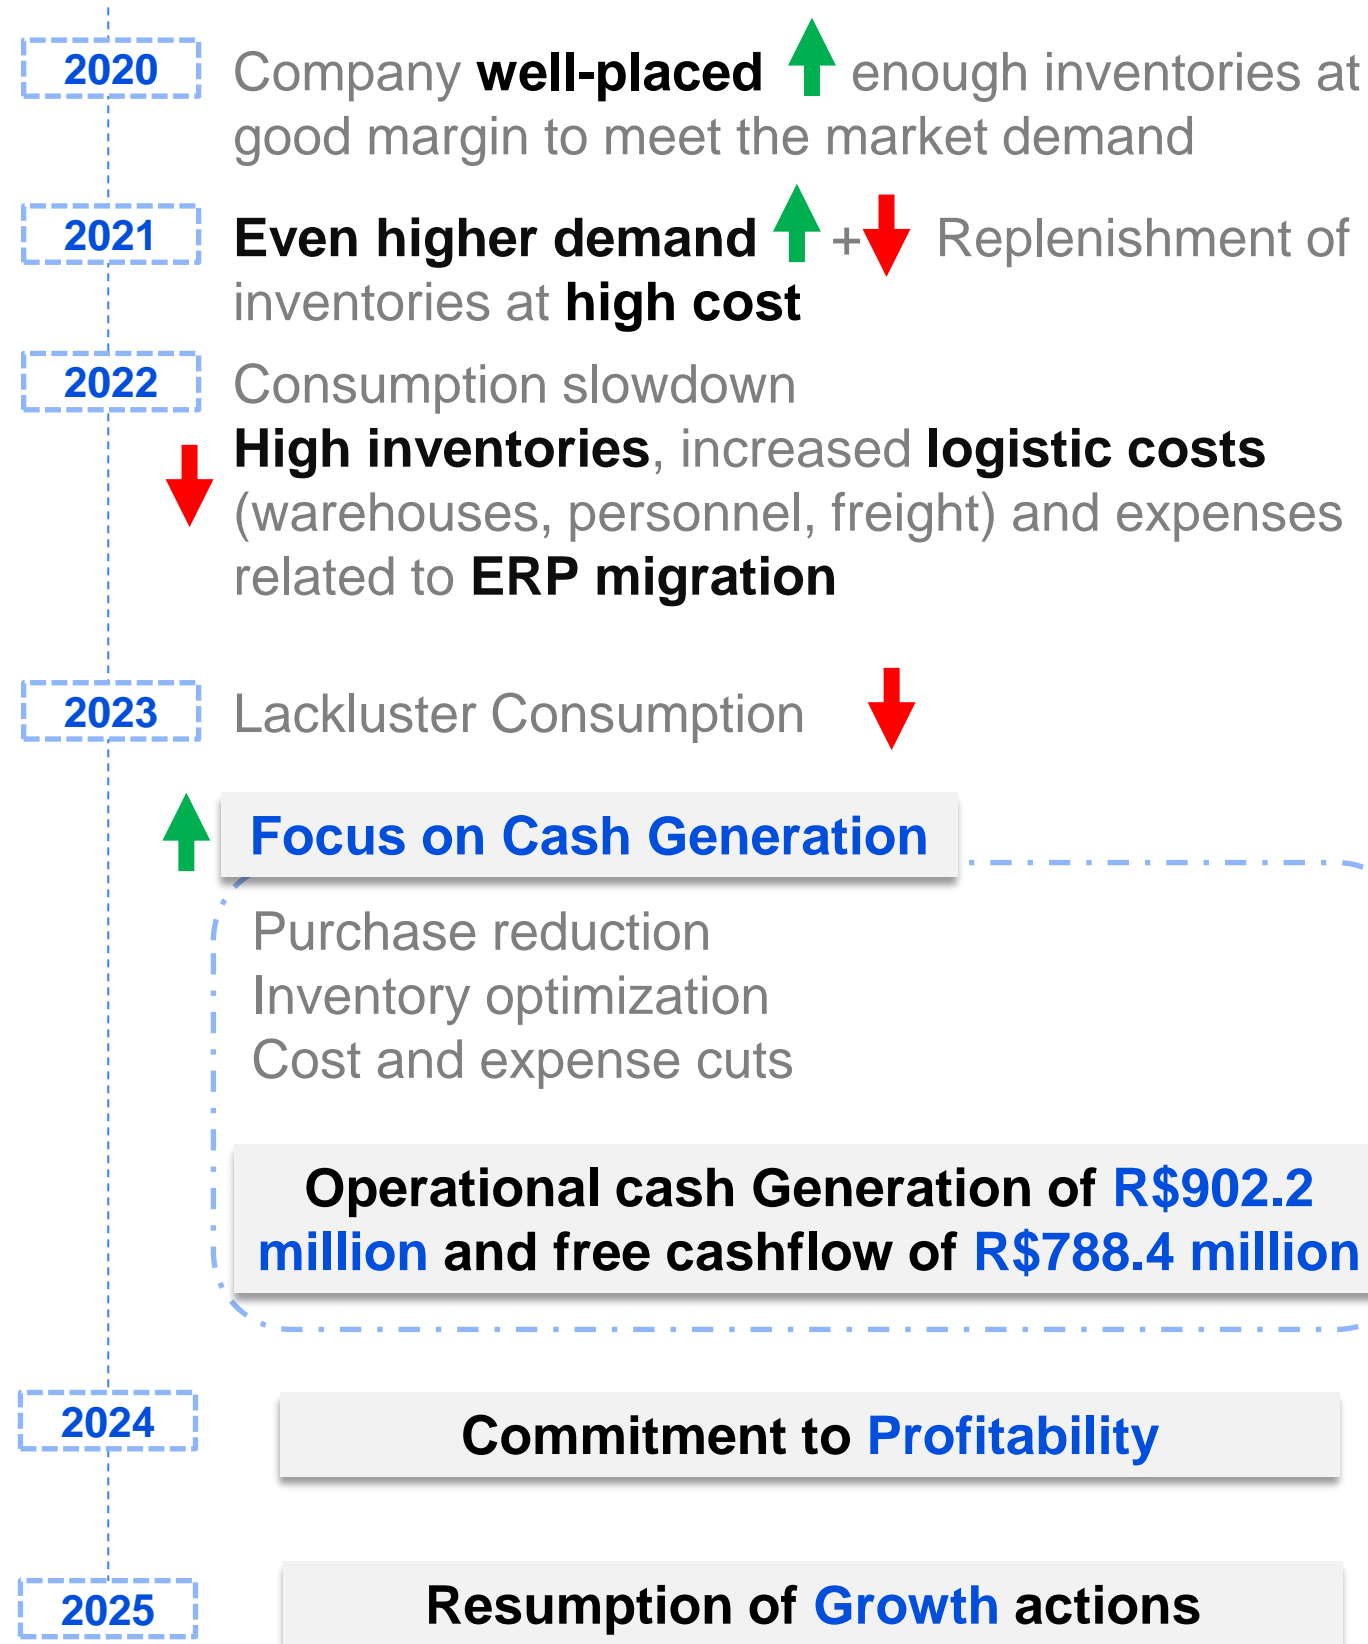 2020
Company well-placed enough inventories at
good margin to meet the market demand
2021
Even higher demand + Replenishment of
inventories at high cost
2022
Consumption slowdown
High inventories, increased logistic costs
(warehouses, personnel, freight) and expenses
related to ERP migration
2023
Lackluster Consumption
Focus on Cash Generation
Purchase reduction
Inventory optimization
Cost and expense cuts
Operational cash Generation of R$902.2
million and free cashflow of R$788.4 million
2024
Commitment to Profitability
2025
Resumption of Growth actions